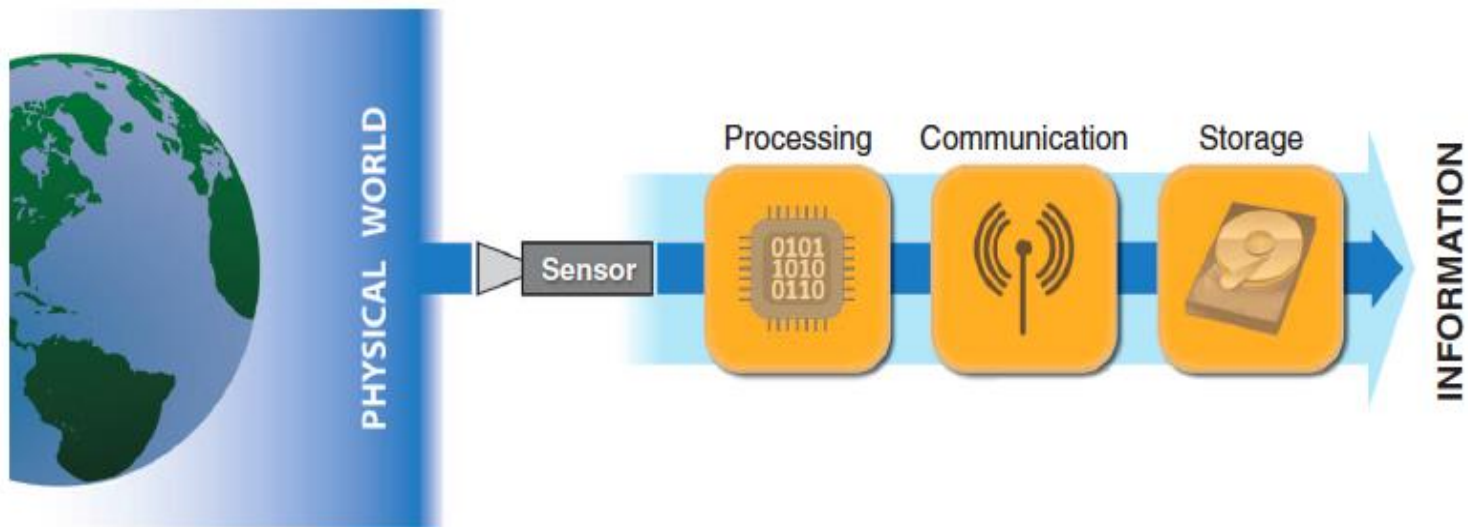 PHYSICAL WORLD
Sensor
Processing
0101
1010
0110
Communication
Storage
INFORMATION